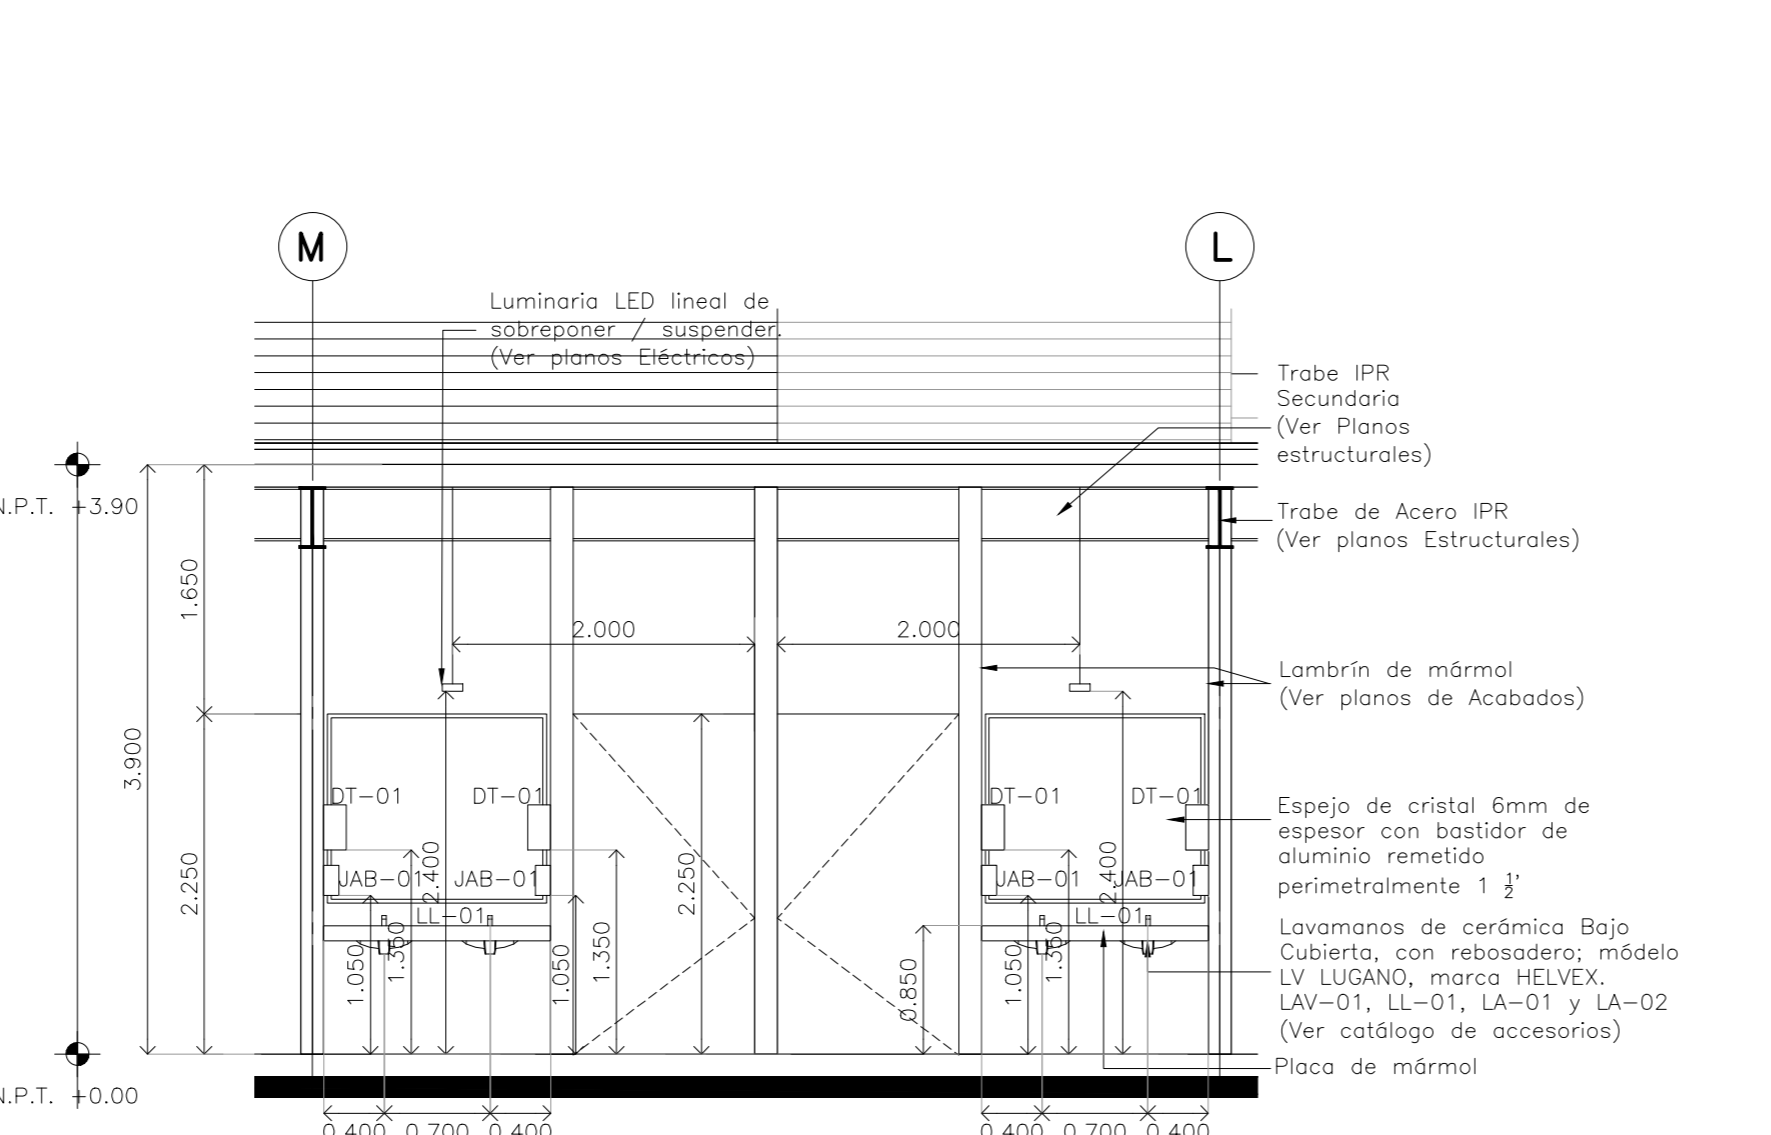 M
L
Luminaria LED lineal de
sobreponer / suspender.
(Ver planos Eléctricos)
Trabe IPR
Secundaria
(Ver Planos
estructurales)
N.P.T. +3.90
Trabe de Acero IPR
(Ver planos Estructurales)
1.650
2.000
2.000
Lambrín de mármol
(Ver planos de Acabados)
3.900
DT-01
DT-01
DT-01
DT-01
Espejo de cristal 6mm de
espesor con bastidor de
aluminio remetido
perimetralmente 1 ½'
2.250
JAB-01
2.400
JAB-01
2.250
JAB-01
2.400
JAB-01
LL-01
LL-01
Lavamanos de cerámica Bajo
Cubierta, con rebosadero; módelo
LV LUGANO, marca HELVEX.
LAV-01, LL-01, LA-01 y LA-02
(Ver catálogo de accesorios)
1.050
1.350
1.050
1.350
0.850
1.050
1.350
Placa de mármol
N.P.T. +0.00
0.400
0.700
0.400
0.400
0.700
0.400